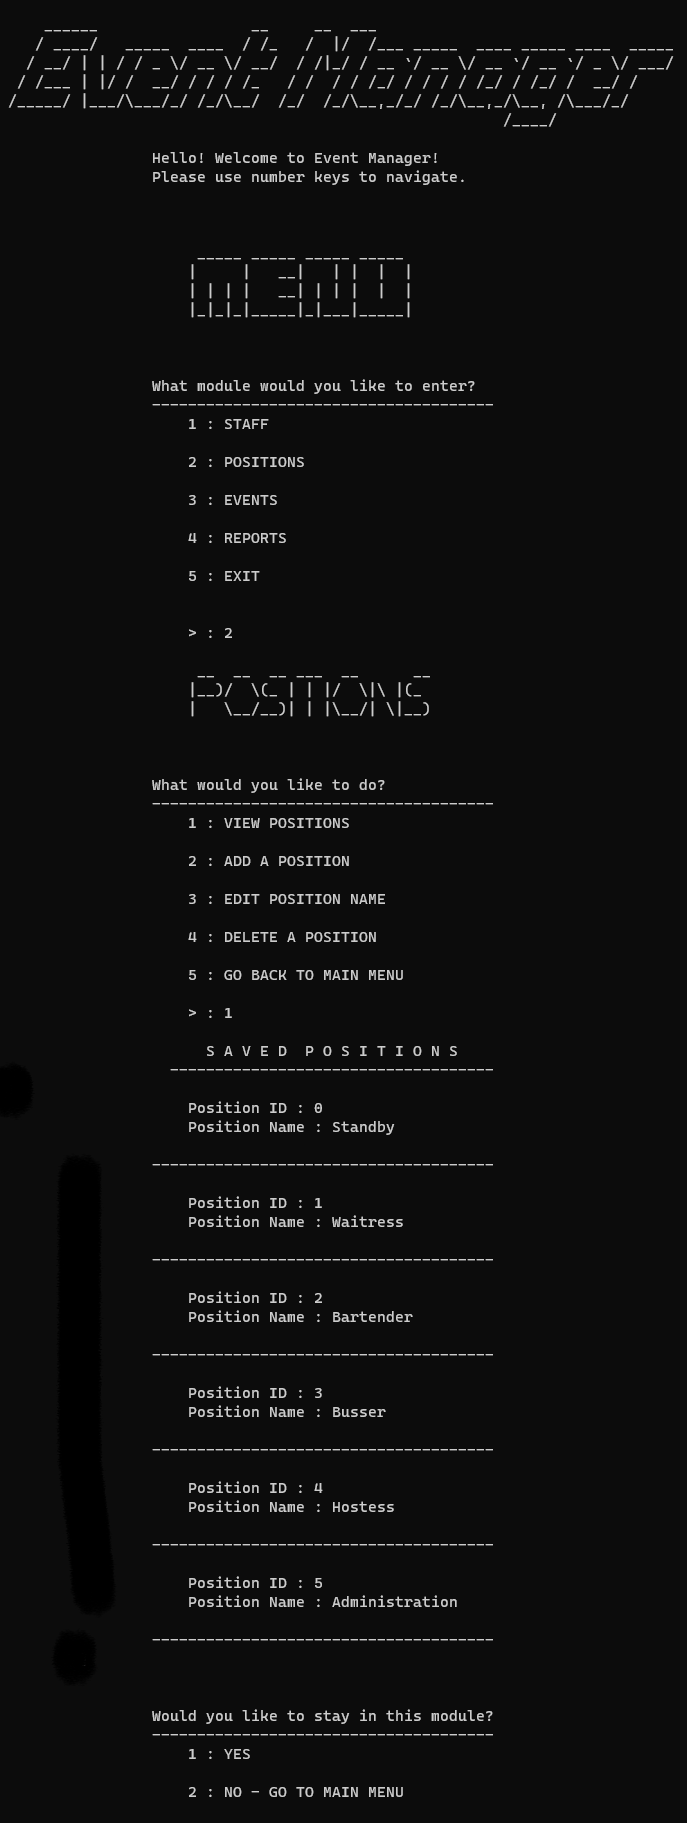 Event Manager
Hello! Welcome to Event Manager!
Please use number keys to navigate.
MENU
What module would you like to enter?
1 : STAFF
2 : POSITIONS
3 : EVENTS
4 : REPORTS
5 : EXIT
> : 2
POSITIONS
What would you like to do?
1 : VIEW POSITIONS
2 : ADD A POSITION
3 : EDIT POSITION NAME
4 : DELETE A POSITION
5 : GO BACK TO MAIN MENU
> : 1
S A V E D  P O S I T I O N S
Position ID : 0
Position Name : Standby
Position ID : 1
Position Name : Waitress
Position ID : 2
Position Name : Bartender
Position ID : 3
Position Name : Busser
Position ID : 4
Position Name : Hostess
Position ID : 5
Position Name : Administration
Would you like to stay in this module?
1 : YES
2 : NO - GO TO MAIN MENU